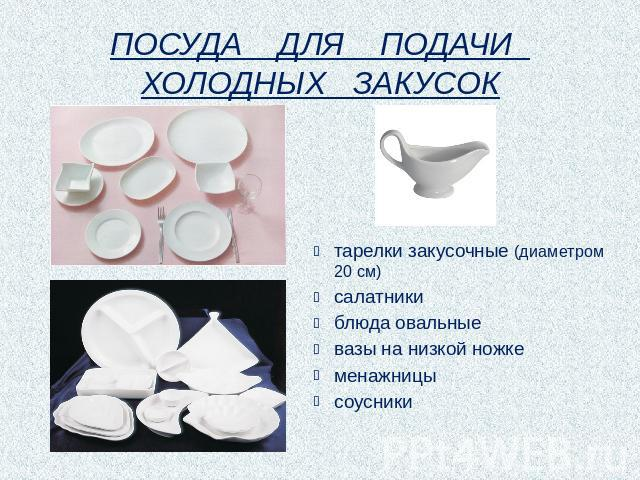 ПОСУДА ДЛЯ ПОДАЧИ
ХОЛОДНЫХ ЗАКУСОК
тарелки закусочные (диаметром
20 см)
салатники
блюда овальные
вазы на низкой ножке
менажницы
соусники
PPt4WEB.ru